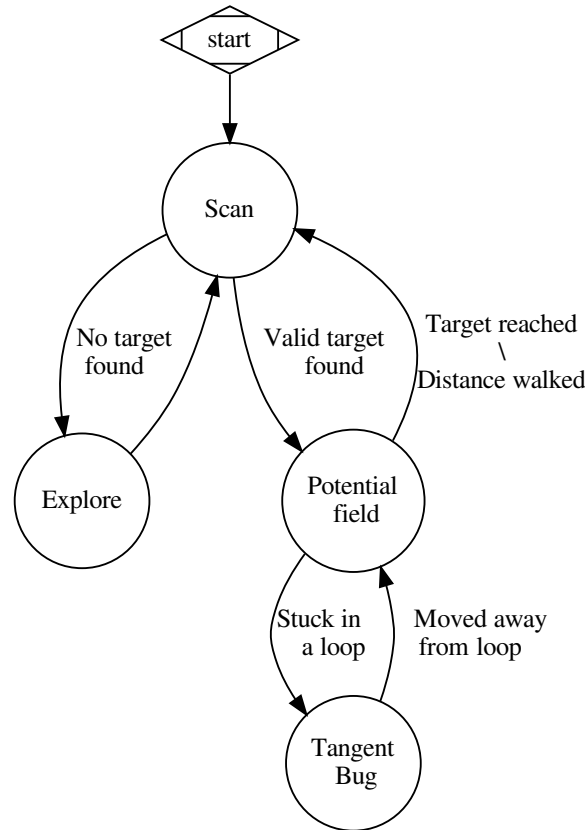 start
Scan
No target
found
Valid target
found
Target reached
\
Distance walked
Explore
Potential
field
Stuck in
a loop
Moved away
from loop
Tangent
Bug